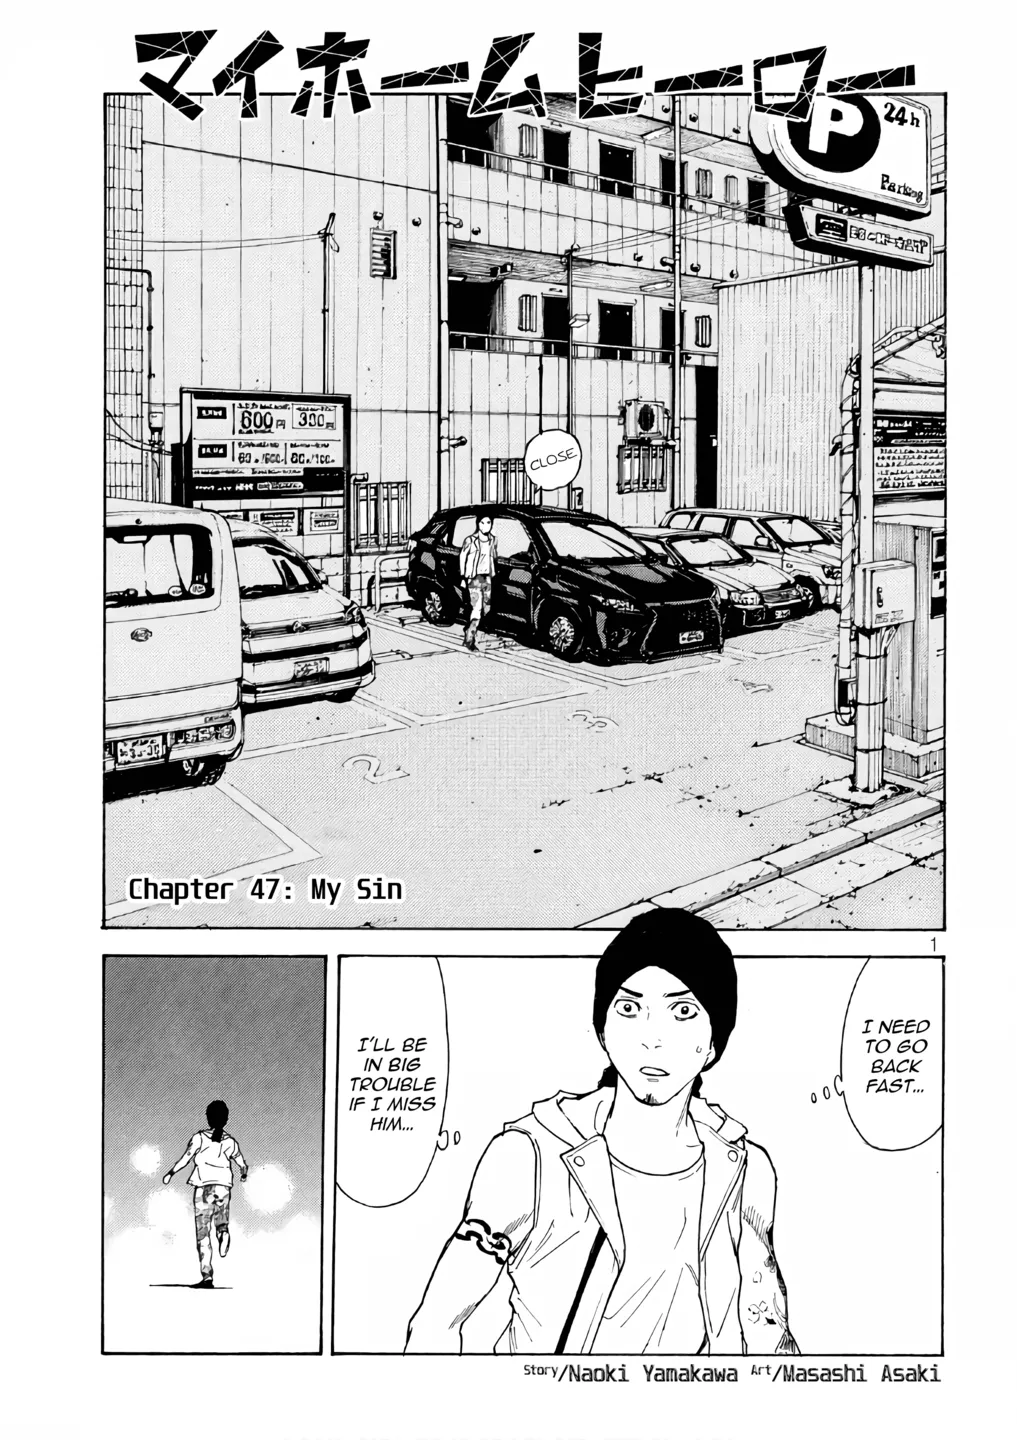 マイホームヒーロー
P
24h
Parking
600円
300円
CLOSE
2
Chapter 47: My Sin
1
I NEED
TO GO
BACK
FAST...
I'LL BE
IN BIG
TROUBLE
IF I MISS
HIM...
Story/Naoki Yamakawa Art/Masashi Asaki